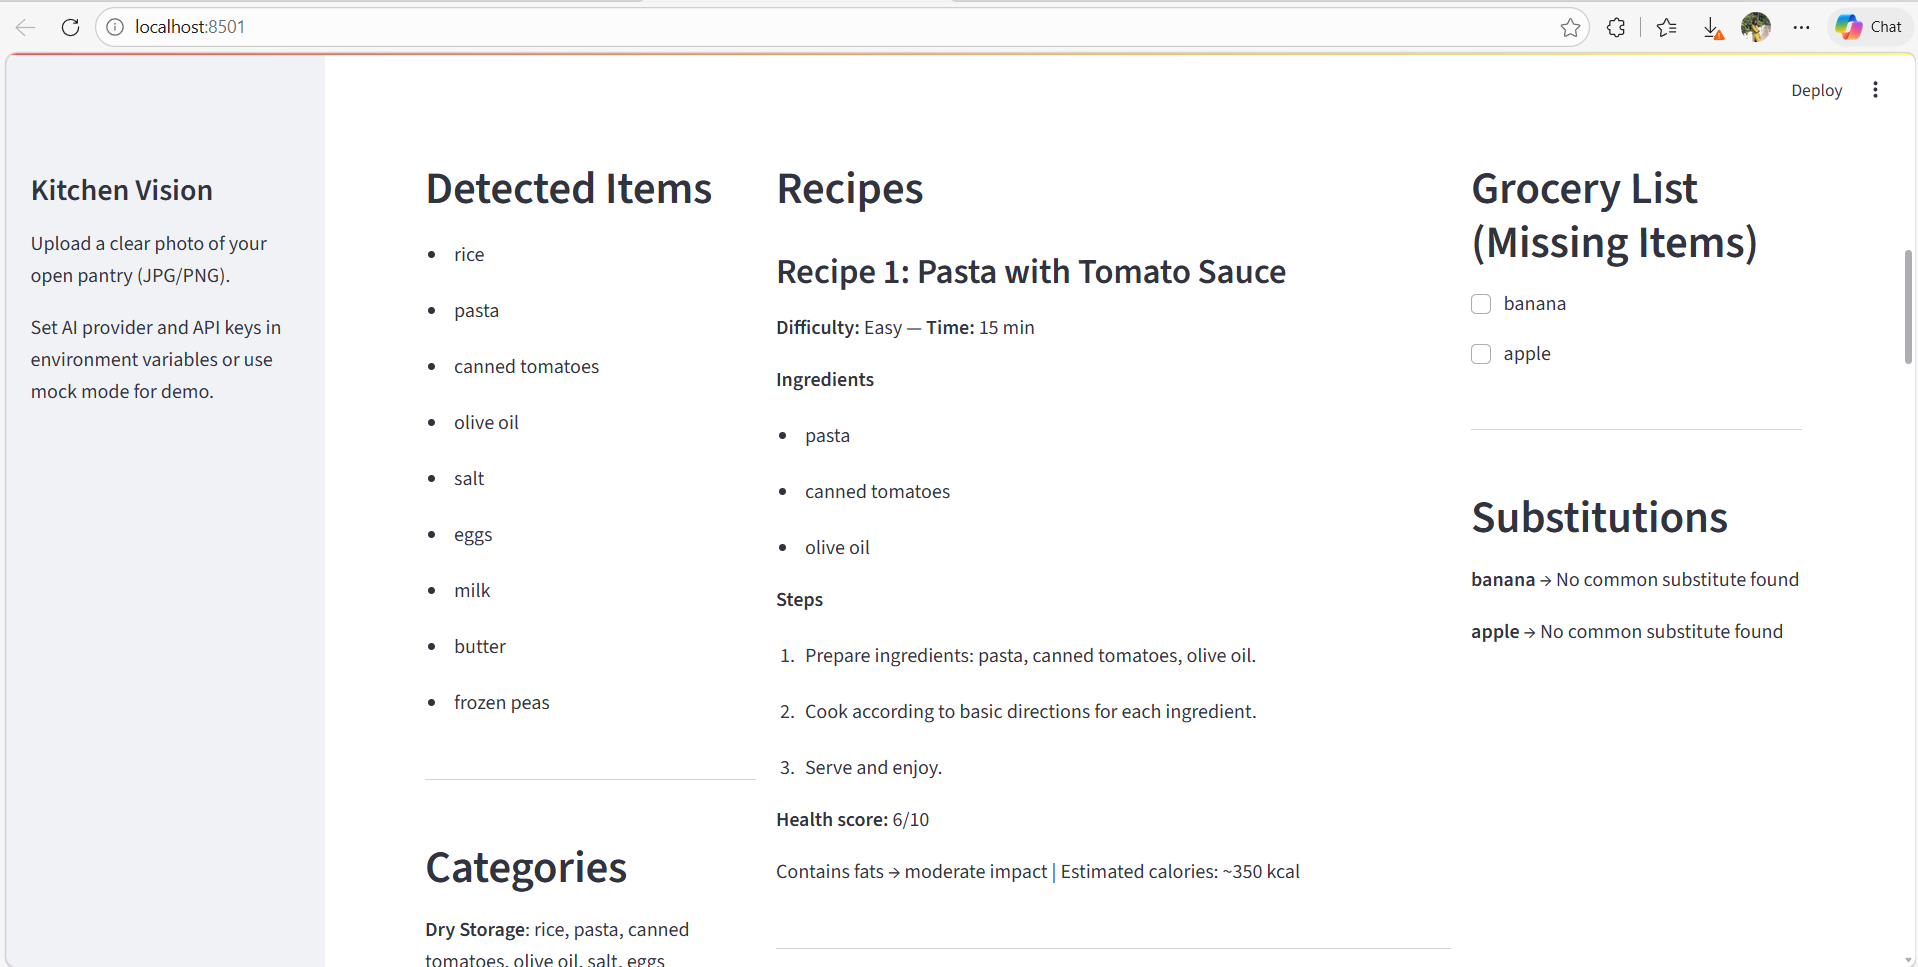 localhost:8501
Chat
Deploy
Kitchen Vision
Upload a clear photo of your
open pantry (JPG/PNG).
Set AI provider and API keys in
environment variables or use
mock mode for demo.
Detected Items
rice
pasta
canned tomatoes
olive oil
salt
eggs
milk
butter
frozen peas
Categories
Dry Storage: rice, pasta, canned
tomatoes, olive oil, salt, eggs
Recipes
Recipe 1: Pasta with Tomato Sauce
Difficulty: Easy — Time: 15 min
Ingredients
pasta
canned tomatoes
olive oil
Steps
1. Prepare ingredients: pasta, canned tomatoes, olive oil.
2. Cook according to basic directions for each ingredient.
3. Serve and enjoy.
Health score: 6/10
Contains fats → moderate impact | Estimated calories: ~350 kcal
Grocery List
(Missing Items)
banana
apple
Substitutions
banana → No common substitute found
apple → No common substitute found